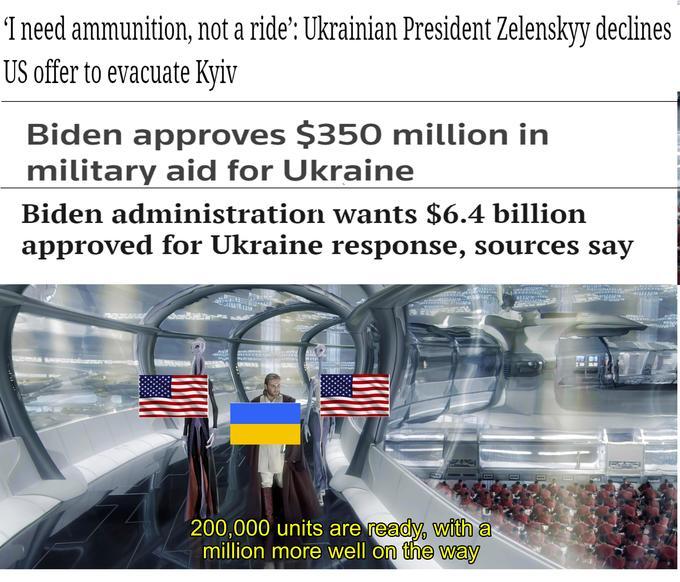 ‘I need ammunition, not a ride’: Ukrainian President Zelenskyy declines
US offer to evacuate Kyiv
Biden approves $350 million in
military aid for Ukraine
Biden administration wants $6.4 billion
approved for Ukraine response, sources say
200,000 units are ready, with a
million more well on the way